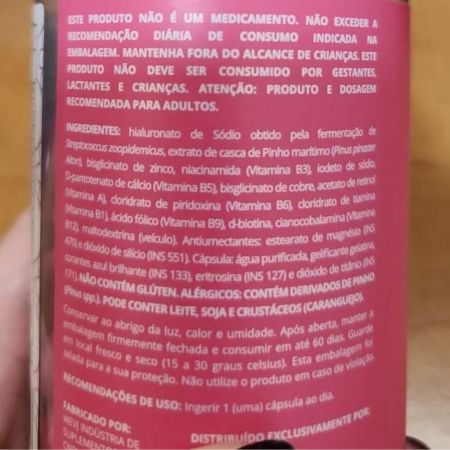 ESTE PRODUTO NÃO É UM MEDICAMENTO. NÃO EXCEDER A
RECOMENDAÇÃO DIÁRIA DE CONSUMO INDICADA NA
EMBALAGEM. MANTENHA FORA DO ALCANCE DE CRIANÇAS. ESTE
PRODUTO NÃO DEVE SER CONSUMIDO POR GESTANTES,
LACTANTES E CRIANÇAS. ATENÇÃO: PRODUTO E DOSAGEM
RECOMENDADA PARA ADULTOS.
INGREDIENTES: hialuronato de Sódio obtido pela fermentação de
Streptococcus zoopidemicus, extrato de casca de Pinho marítimo (Pinus pinaster
Aiton), bisglicinato de zinco, niacinamida (Vitamina B3), iodeto de sódio,
D-pantotenato de cálcio (Vitamina B5), bisglicinato de cobre, acetato de retinol
(Vitamina A), cloridrato de piridoxina (Vitamina B6), cloridrato de tiamina
(Vitamina B1), ácido fólico (Vitamina B9), d-biotina, cianocobalamina (Vitamina
B12), maltodextrina (veículo). Antiumectantes: estearato de magnésio (INS
470) e dióxido de silício (INS 551). Cápsula: água purificada, gelificante gelatina,
corantes azul brilhante (INS 133), eritrosina (INS 127) e dióxido de titânio (INS
171). NÃO CONTÉM GLÚTEN. ALÉRGICOS: CONTÉM DERIVADOS DE PINHO
(Pinus spp.). PODE CONTER LEITE, SOJA E CRUSTÁCEOS (CARANGUEJO).
Conservar ao abrigo da luz, calor e umidade. Após aberta, manter a
embalagem firmemente fechada e consumir em até 60 dias. Guarde
em local fresco e seco (15 a 30 graus celsius). Esta embalagem foi
selada para a sua proteção. Não utilize o produto em caso de violação.
RECOMENDAÇÕES DE USO: Ingerir 1 (uma) cápsula ao dia.
FABRICADO POR:
WEVJ INDÚSTRIA DE
SUPLEMENTOS
DISTRIBUÍDO EXCLUSIVAMENTE POR: